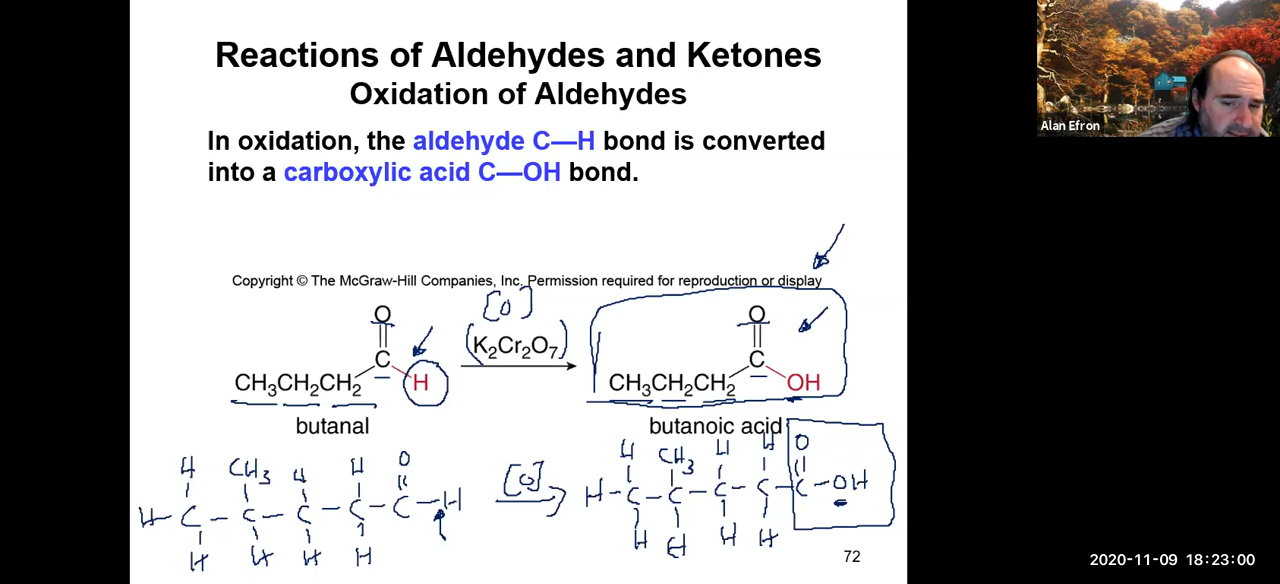 Reactions of Aldehydes and Ketones
Oxidation of Aldehydes
In oxidation, the aldehyde C—H bond is converted
into a carboxylic acid C—OH bond.
Alan Efron
Copyright © The McGraw-Hill Companies, Inc. Permission required for reproduction or display
[O]
O O
K2Cr2O7
C C
CH3CH2CH2 H CH3CH2CH2 OH
butanal butanoic acid
H CH3 H H O H CH3 H H O
[O]
H-C-C-C-C-C-H H-C-C-C-C-C-OH
H H H H H H H H
72
2020-11-09 18:23:00